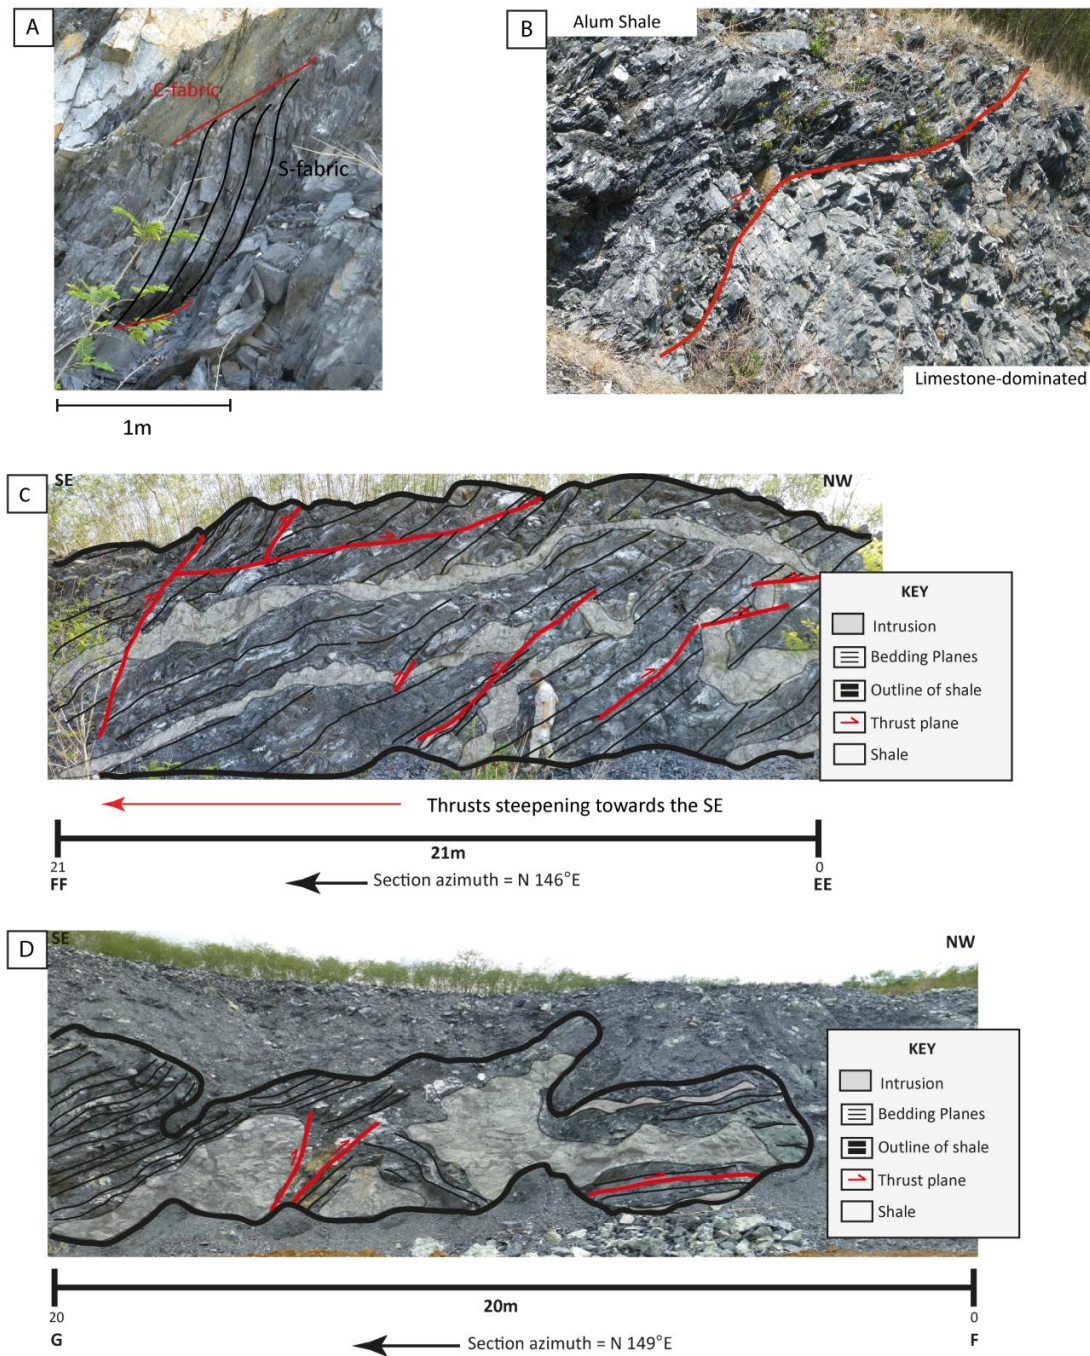 A
C-fabric
S-fabric
1m
B
Alum Shale
Limestone-dominated
C
SE
NW
KEY
Intrusion
Bedding Planes
Outline of shale
Thrust plane
Shale
Thrusts steepening towards the SE
21m
21
0
FF
EE
Section azimuth = N 146°E
D
SE
NW
KEY
Intrusion
Bedding Planes
Outline of shale
Thrust plane
Shale
20m
20
0
G
F
Section azimuth = N 149°E